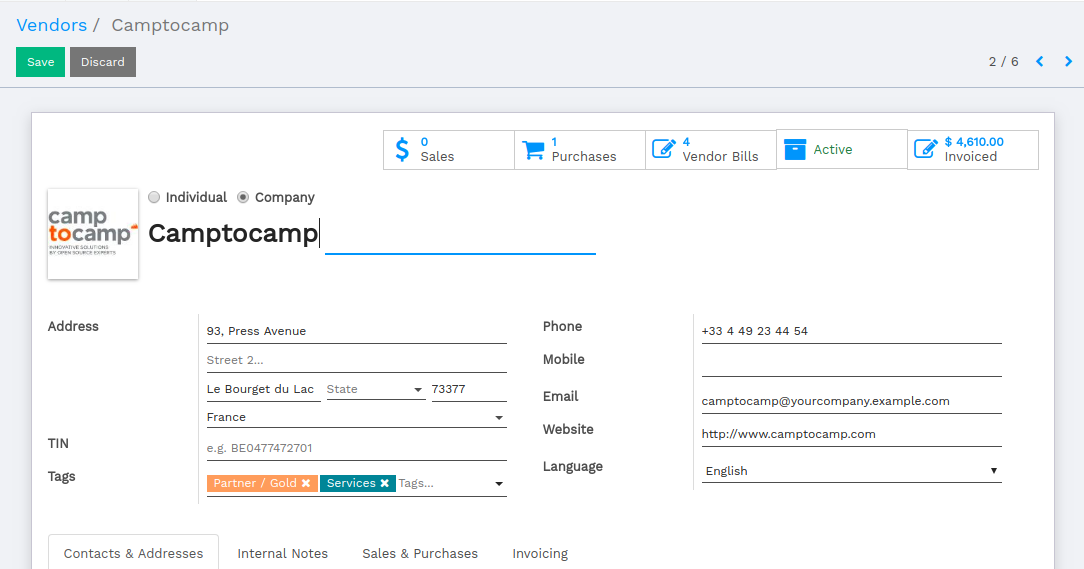 Vendors / Camptocamp
Save Discard 2 / 6
0 Sales 1 Purchases 4 Vendor Bills Active $ 4,610.00 Invoiced
camp
tocamp
INNOVATIVE SOLUTIONS
BY OPEN SOURCE EXPERTS
Individual Company
Camptocamp
Address
93, Press Avenue
Street 2...
Le Bourget du Lac State 73377
France
TIN e.g. BE0477472701
Tags Partner / Gold Services Tags...
Phone +33 4 49 23 44 54
Mobile
Email camptocamp@yourcompany.example.com
Website http://www.camptocamp.com
Language English
Contacts & Addresses Internal Notes Sales & Purchases Invoicing